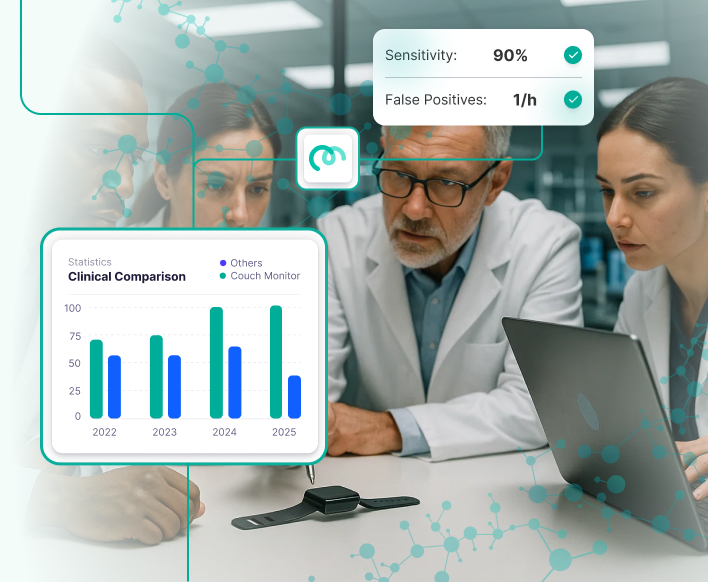 Sensitivity: 90%
False Positives: 1/h
Statistics
Clinical Comparison
Others
Couch Monitor
100
75
50
25
0
2022 2023 2024 2025